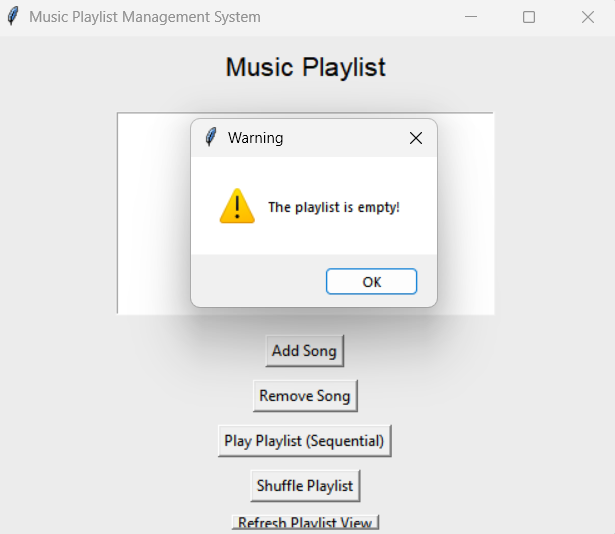 Music Playlist Management System
Music Playlist
Warning
The playlist is empty!
OK
Add Song
Remove Song
Play Playlist (Sequential)
Shuffle Playlist
Refresh Playlist View